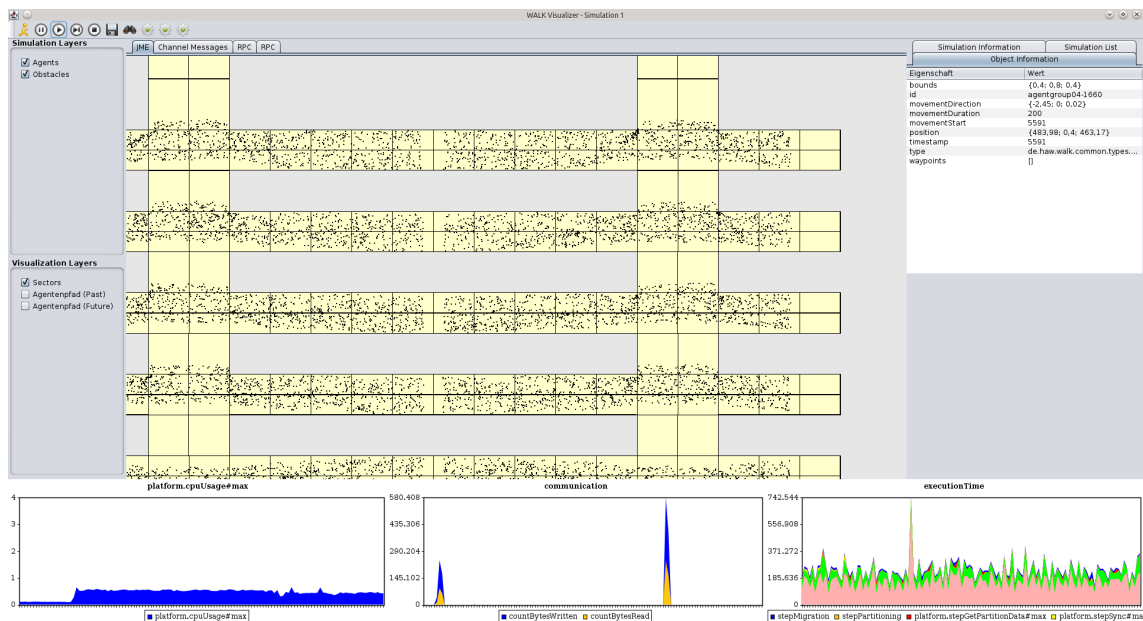 WALK Visualizer - Simulation 1
Simulation Layers
Agents
Obstacles
Visualization Layers
Sectors
Agentenpfad (Past)
Agentenpfad (Future)
JME Channel Messages RPC RPC
Simulation Information Simulation List
Object Information
Eigenschaft Wert
bounds {0,4; 0,8; 0,4}
id agentgroup04-1660
movementDirection {-2,45; 0; 0,02}
movementDuration 200
movementStart 5591
position {483,98; 0,4; 463,17}
timestamp 5591
type de.haw.walk.common.types....
waypoints []
platform.cpuUsage#max
4
3
2
1
0
platform.cpuUsage#max
communication
580.408
435.306
290.204
145.102
0
countBytesWritten countBytesRead
executionTime
742.544
556.908
371.272
185.636
0
stepMigration stepPartitioning platform.stepGetPartitionData#max platform.stepSync#ma